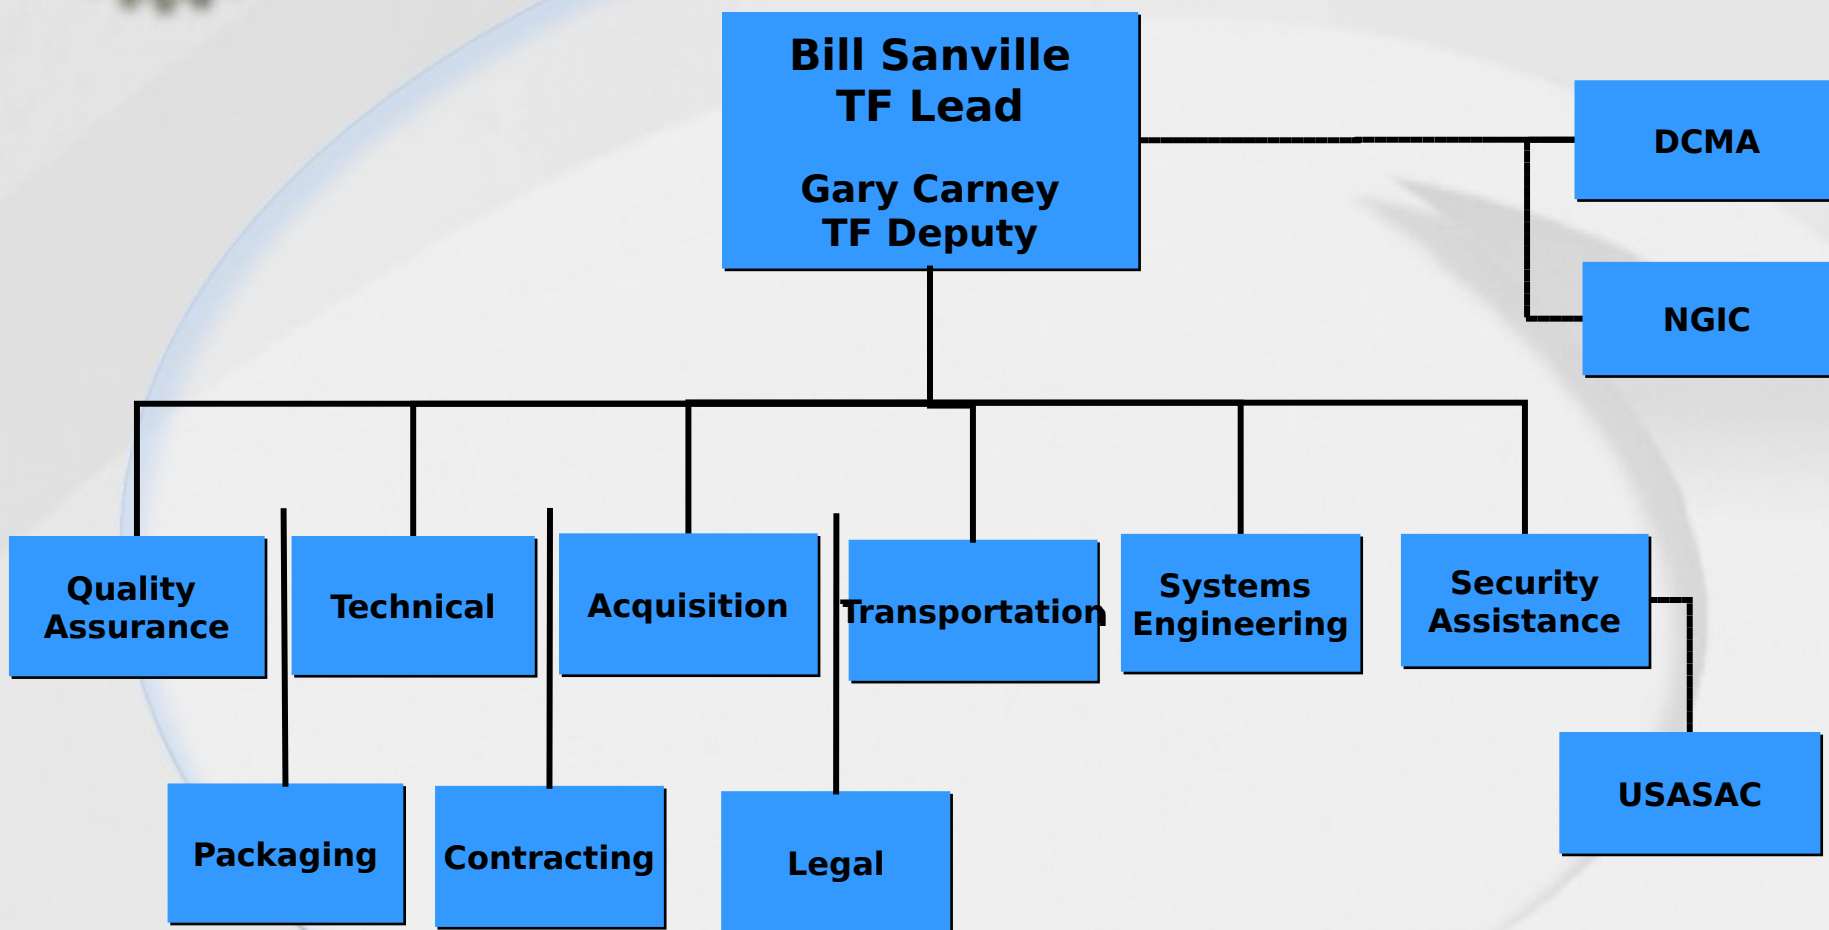 Bill Sanville
TF Lead
Gary Carney
TF Deputy
DCMA
NGIC
Quality
Assurance
Technical
Acquisition
Transportation
Systems
Engineering
Security
Assistance
USASAC
Packaging
Contracting
Legal